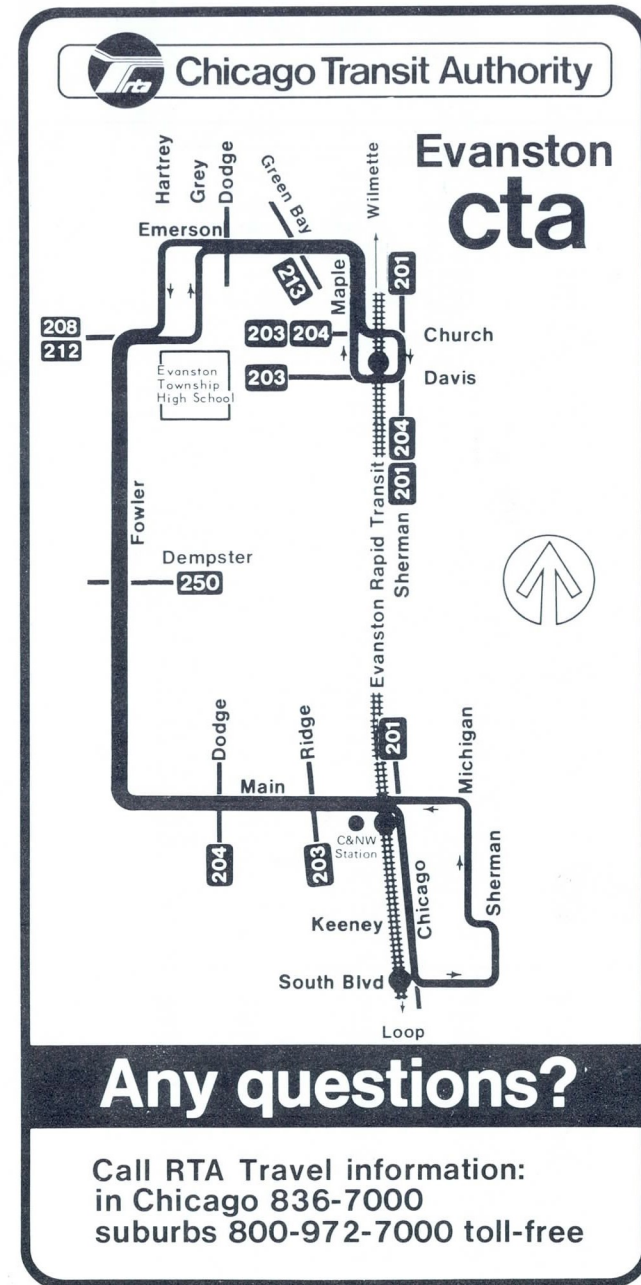 rta Chicago Transit Authority
Evanston
cta
Hartrey
Grey
Dodge
Green Bay
Wilmette
Emerson
213
Maple
201
208
212
203 204
Church
Evanston
Township
High School
203
Davis
204
201
Fowler
Evanston Rapid Transit
Sherman
Dempster
250
Dodge
Ridge
201
Michigan
Main
204
203
C&NW
Station
Chicago
Sherman
Keeney
South Blvd
Loop
Any questions?
Call RTA Travel information:
in Chicago 836-7000
suburbs 800-972-7000 toll-free